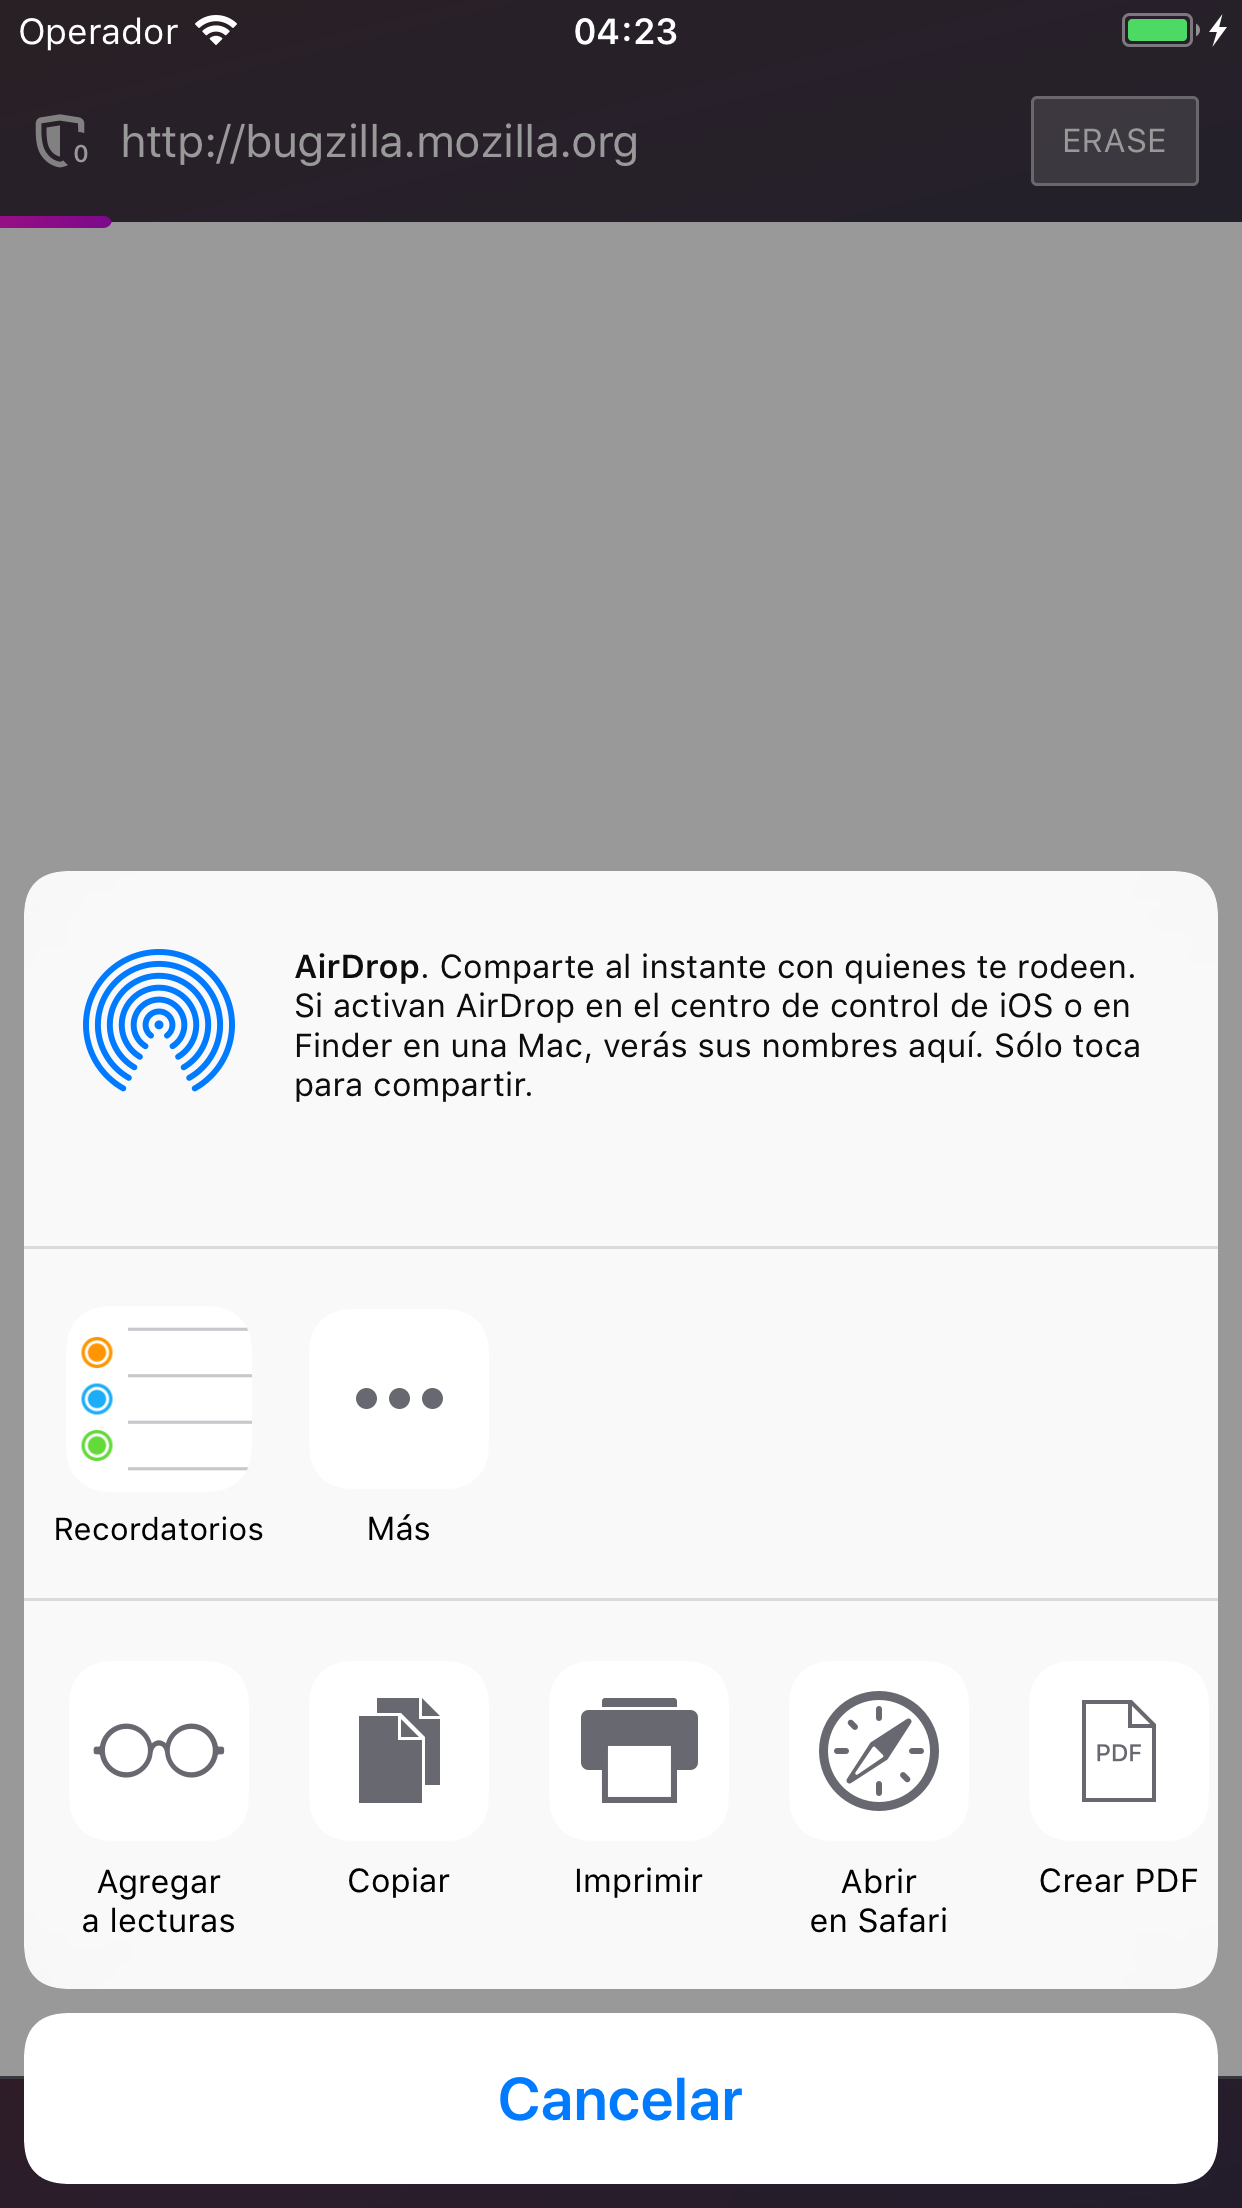 Operador
04:23
0
http://bugzilla.mozilla.org
ERASE
AirDrop. Comparte al instante con quienes te rodeen.
Si activan AirDrop en el centro de control de iOS o en
Finder en una Mac, verás sus nombres aquí. Sólo toca
para compartir.
Recordatorios
Más
PDF
Agregar
a lecturas
Copiar
Imprimir
Abrir
en Safari
Crear PDF
Cancelar